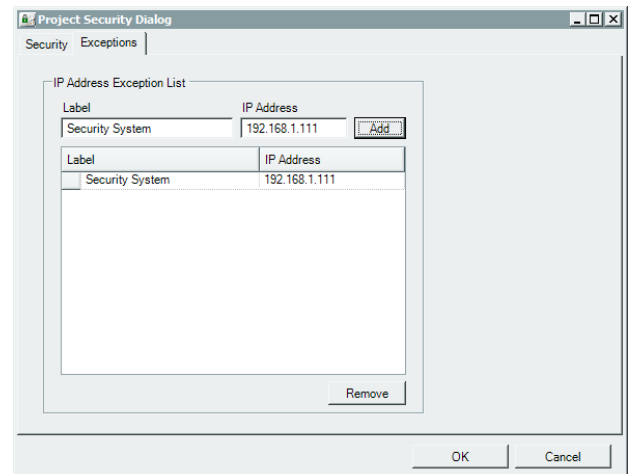 Project Security Dialog
Security Exceptions
IP Address Exception List
Label IP Address
Security System 192.168.1.111 Add
Label IP Address
Security System 192.168.1.111
Remove
OK Cancel